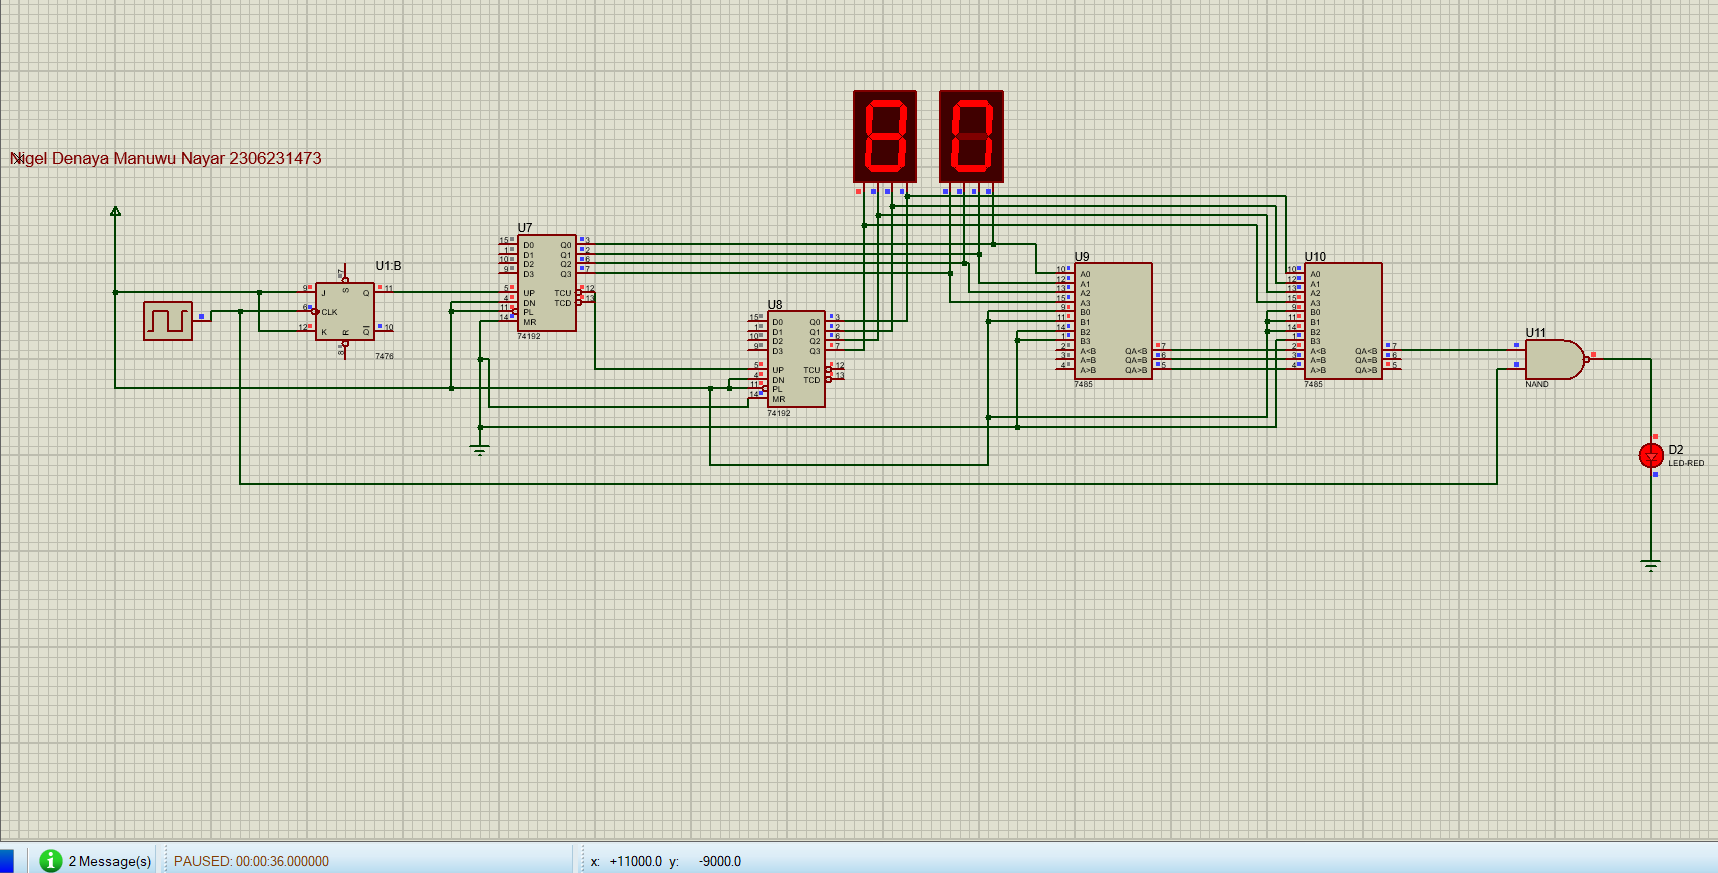 80
Nigel Denaya Manuwu Nayar 2306231473
U1:B
9 J Q 11
S 7
6 CLK
12 K Q 10
R 8
7476
U7
15 D0 Q0 3
1 D1 Q1 2
10 D2 Q2 6
9 D3 Q3 7
5 UP TCU 12
4 DN TCD 13
11 PL
14 MR
74192
U8
15 D0 Q0 3
1 D1 Q1 2
10 D2 Q2 6
9 D3 Q3 7
5 UP TCU 12
4 DN TCD 13
11 PL
14 MR
74192
U9
10 A0
12 A1
13 A2
15 A3
9 B0
11 B1
14 B2
1 B3
2 A<B QA<B 7
3 A=B QA=B 6
4 A>B QA>B 5
7485
U10
10 A0
12 A1
13 A2
15 A3
9 B0
11 B1
14 B2
1 B3
2 A<B QA<B 7
3 A=B QA=B 6
4 A>B QA>B 5
7485
U11
NAND
D2
LED-RED
2 Message(s) PAUSED: 00:00:36.000000 x: +11000.0 y: -9000.0